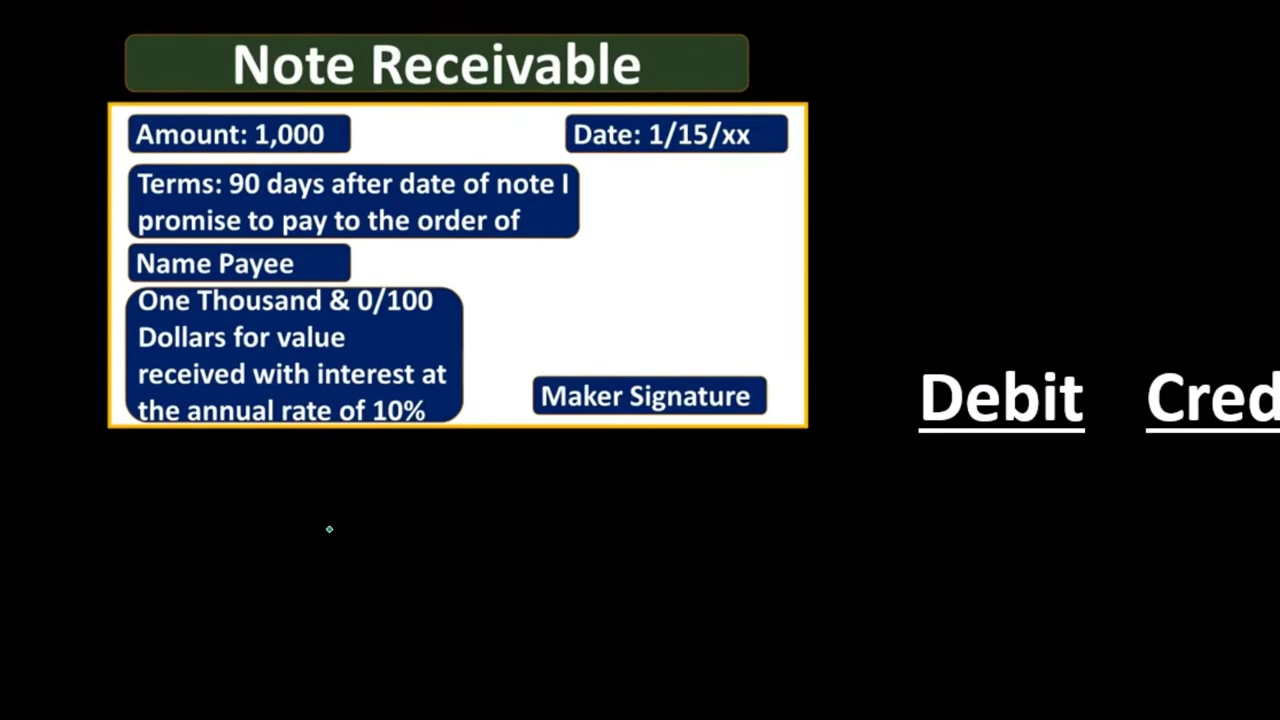 Note Receivable
Amount: 1,000
Date: 1/15/xx
Terms: 90 days after date of note I
promise to pay to the order of
Name Payee
One Thousand & 0/100
Dollars for value
received with interest at
the annual rate of 10%
Maker Signature
Debit Cred